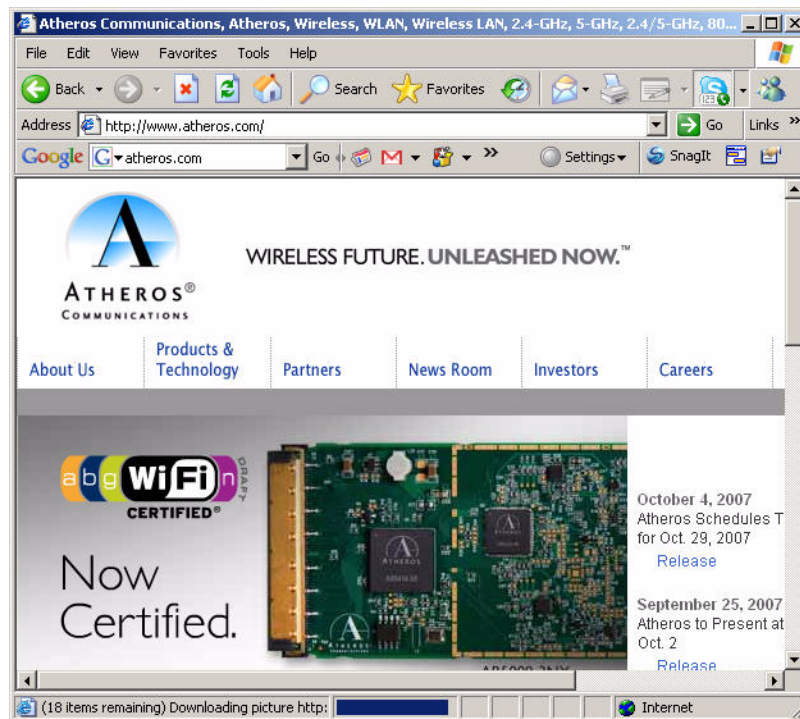 Atheros Communications, Atheros, Wireless, WLAN, Wireless LAN, 2.4-GHz, 5-GHz, 2.4/5-GHz, 80...
File Edit View Favorites Tools Help
Back Search Favorites 123
Address http://www.atheros.com/ Go Links »
Google G atheros.com Go » Settings SnagIt
A
ATHEROS®
COMMUNICATIONS
WIRELESS FUTURE. UNLEASHED NOW.™
About Us Products & Technology Partners News Room Investors Careers
a b g WiFi n DRAFT
CERTIFIED®
Now
Certified.
ATHEROS
October 4, 2007
Atheros Schedules T
for Oct. 29, 2007
Release
September 25, 2007
Atheros to Present at
Oct. 2
Release
(18 items remaining) Downloading picture http: Internet